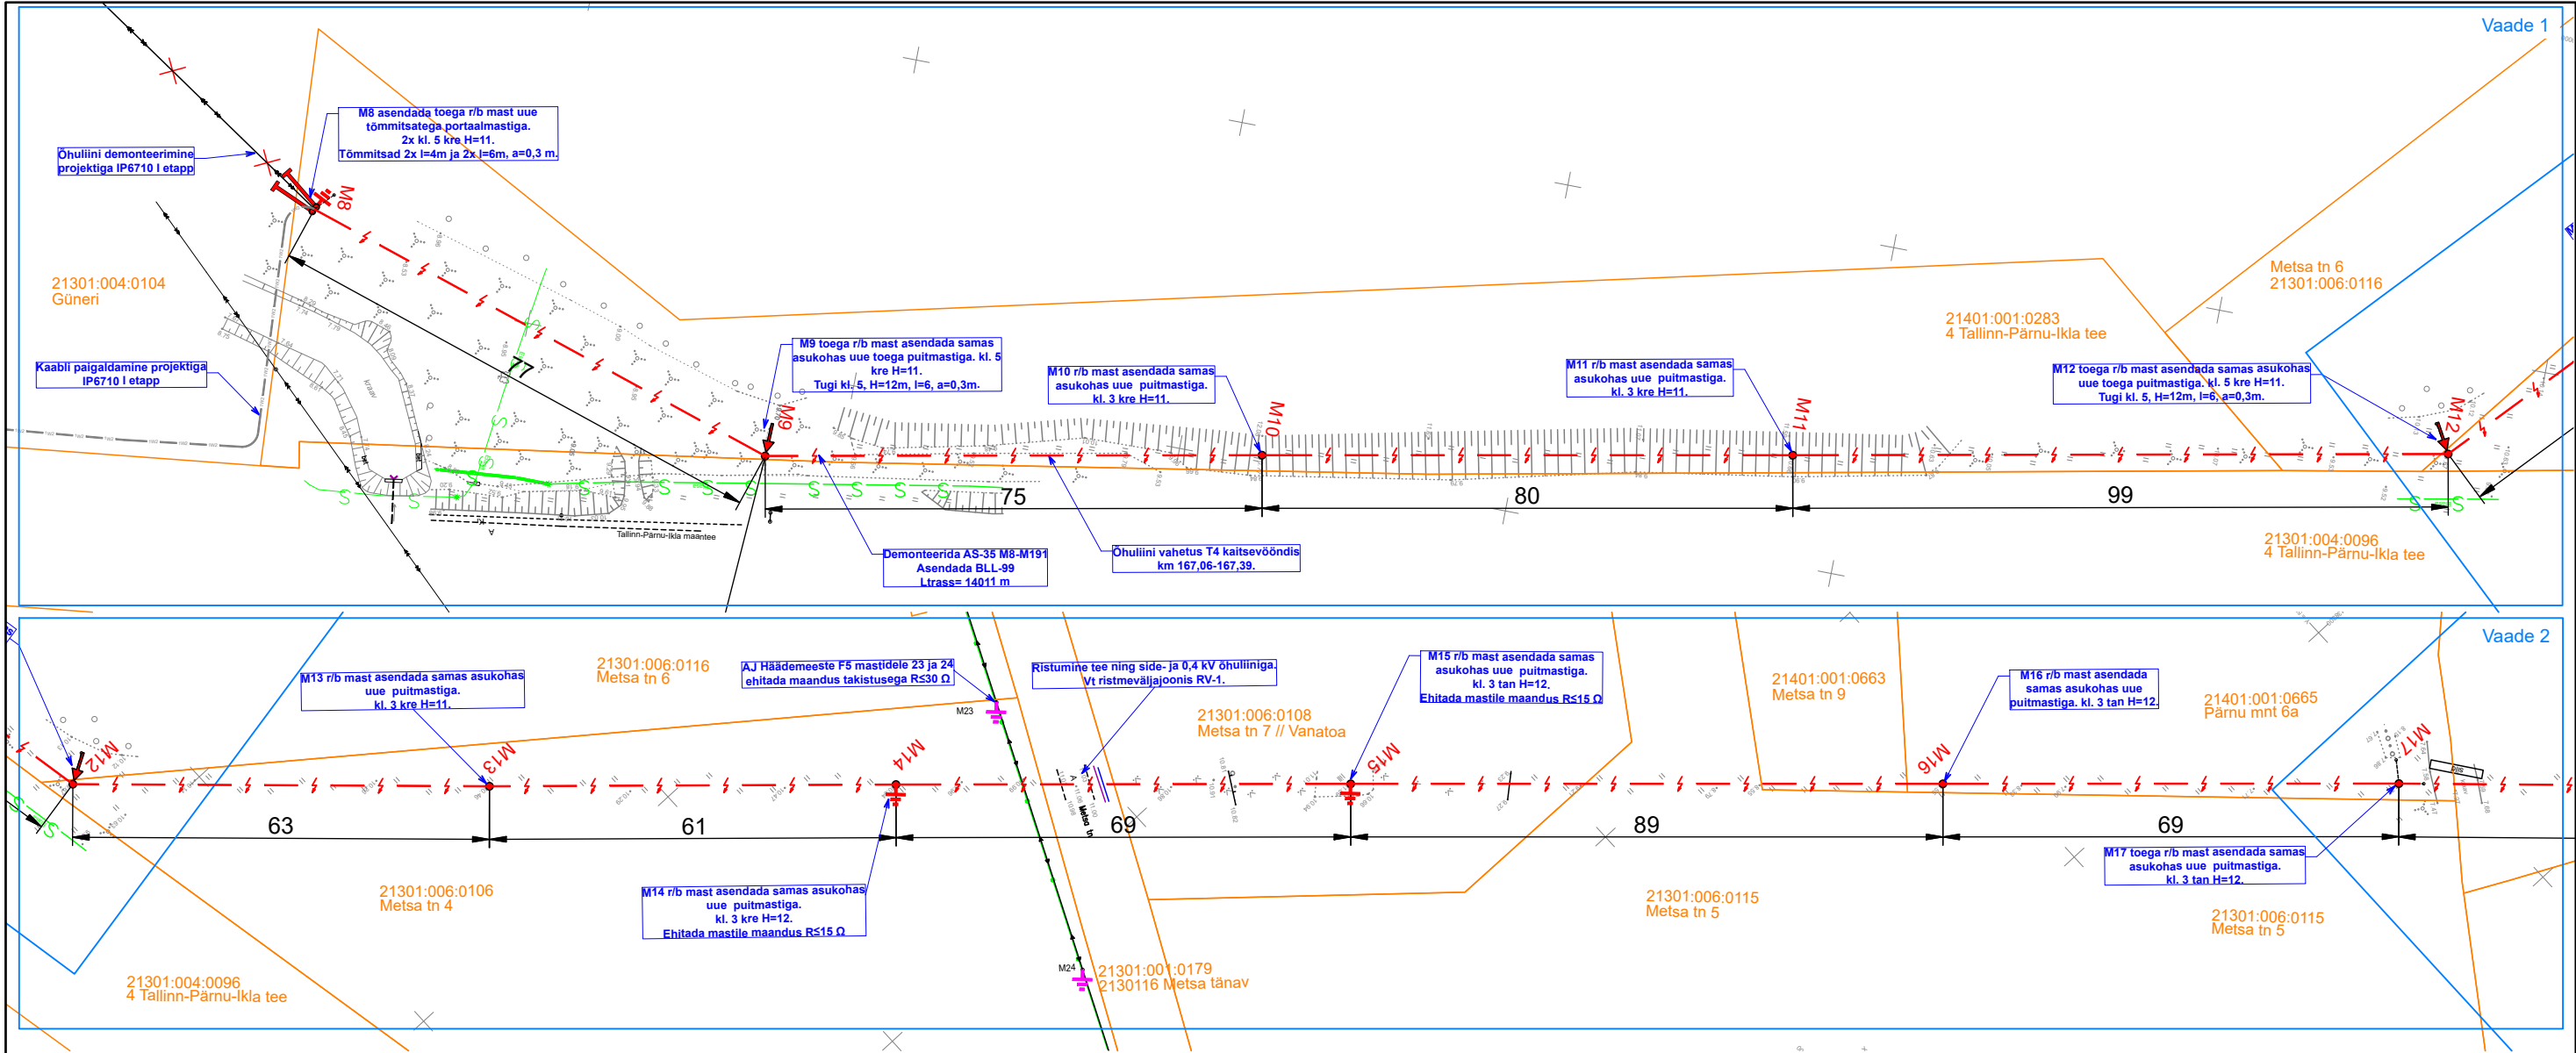 Vaade 1
M8 asendada toega r/b mast uue
tõmmitsatega portaalmastiga.
2x kl. 5 kre H=11.
Tõmmitsad 2x l=4m ja 2x l=6m, a=0,3 m.
Õhuliini demonteerimine
projektiga IP6710 I etapp
M8
21301:004:0104
Güneri
Metsa tn 6
21301:006:0116
21401:001:0283
4 Tallinn-Pärnu-Ikla tee
Kaabli paigaldamine projektiga
IP6710 I etapp
kraav
77
M9 toega r/b mast asendada samas
asukohas uue toega puitmastiga. kl. 5
kre H=11.
Tugi kl. 5, H=12m, l=6, a=0,3m.
M10 r/b mast asendada samas
asukohas uue puitmastiga.
kl. 3 kre H=11.
M11 r/b mast asendada samas
asukohas uue puitmastiga.
kl. 3 kre H=11.
M12 toega r/b mast asendada samas asukohas
uue toega puitmastiga. kl. 5 kre H=11.
Tugi kl. 5, H=12m, l=6, a=0,3m.
M9
M10
M11
M12
75
80
99
Tallinn-Pärnu-Ikla maantee
Demonteerida AS-35 M8-M191
Asendada BLL-99
Ltrass= 14011 m
Õhuliini vahetus T4 kaitsevööndis
km 167,06-167,39.
21301:004:0096
4 Tallinn-Pärnu-Ikla tee
Vaade 2
M13 r/b mast asendada samas asukohas
uue puitmastiga.
kl. 3 kre H=11.
21301:006:0116
Metsa tn 6
AJ Häädemeeste F5 mastidele 23 ja 24
ehitada maandus takistusega R≤30 Ω
Ristumine tee ning side- ja 0,4 kV õhuliiniga.
Vt ristmeväljajoonis RV-1.
M15 r/b mast asendada samas
asukohas uue puitmastiga.
kl. 3 tan H=12.
Ehitada mastile maandus R≤15 Ω
21401:001:0663
Metsa tn 9
M16 r/b mast asendada
samas asukohas uue
puitmastiga. kl. 3 tan H=12.
21401:001:0665
Pärnu mnt 6a
M23
21301:006:0108
Metsa tn 7 // Vanatoa
M12
M13
M14
M15
M16
M17
Metsa tn
63
61
69
89
69
M14 r/b mast asendada samas asukohas
uue puitmastiga.
kl. 3 kre H=12.
Ehitada mastile maandus R≤15 Ω
M17 toega r/b mast asendada samas
asukohas uue puitmastiga.
kl. 3 tan H=12.
21301:006:0106
Metsa tn 4
21301:006:0115
Metsa tn 5
21301:006:0115
Metsa tn 5
21301:004:0096
4 Tallinn-Pärnu-Ikla tee
M24
21301:001:0179
2130116 Metsa tänav